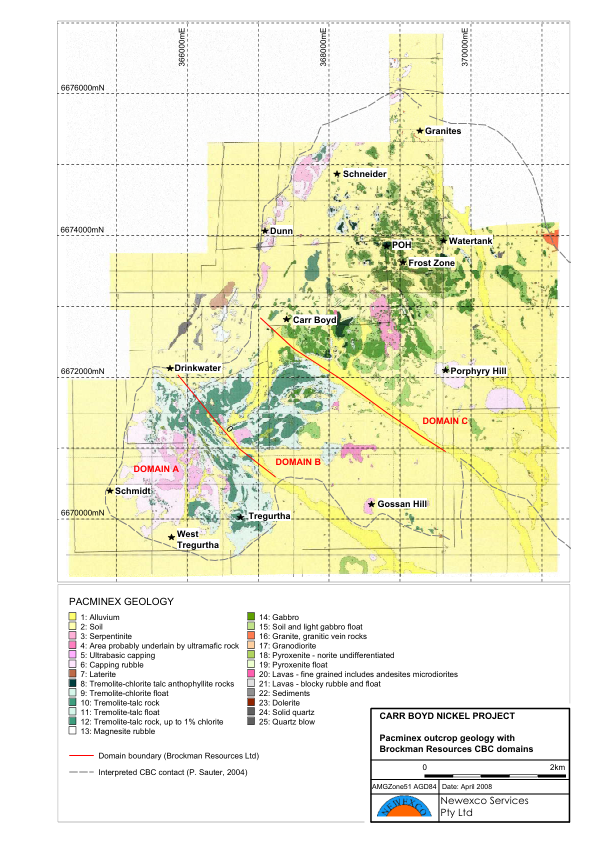 366000mE
368000mE
370000mE
6676000mN
Granites
Schneider
6674000mN
Dunn
POH
Watertank
Frost Zone
Carr Boyd
6672000mN
Drinkwater
Porphyry Hill
DOMAIN C
DOMAIN A
DOMAIN B
Schmidt
Gossan Hill
6670000mN
Tregurtha
West
Tregurtha
PACMINEX GEOLOGY
1: Alluvium
2: Soil
3: Serpentinite
4: Area probably underlain by ultramafic rock
5: Ultrabasic capping
6: Capping rubble
7: Laterite
8: Tremolite-chlorite talc anthophyllite rocks
9: Tremolite-chlorite float
10: Tremolite-talc rock
11: Tremolite-talc float
12: Tremolite-talc rock, up to 1% chlorite
13: Magnesite rubble
14: Gabbro
15: Soil and light gabbro float
16: Granite, granitic vein rocks
17: Granodiorite
18: Pyroxenite - norite undifferentiated
19: Pyroxenite float
20: Lavas - fine grained includes andesites microdiorites
21: Lavas - blocky rubble and float
22: Sediments
23: Dolerite
24: Solid quartz
25: Quartz blow
Domain boundary (Brockman Resources Ltd)
Interpreted CBC contact (P. Sauter, 2004)
CARR BOYD NICKEL PROJECT
Pacminex outcrop geology with
Brockman Resources CBC domains
0 2km
AMGZone51 AGD84 Date: April 2008
NEWEXCO
Newexco Services
Pty Ltd